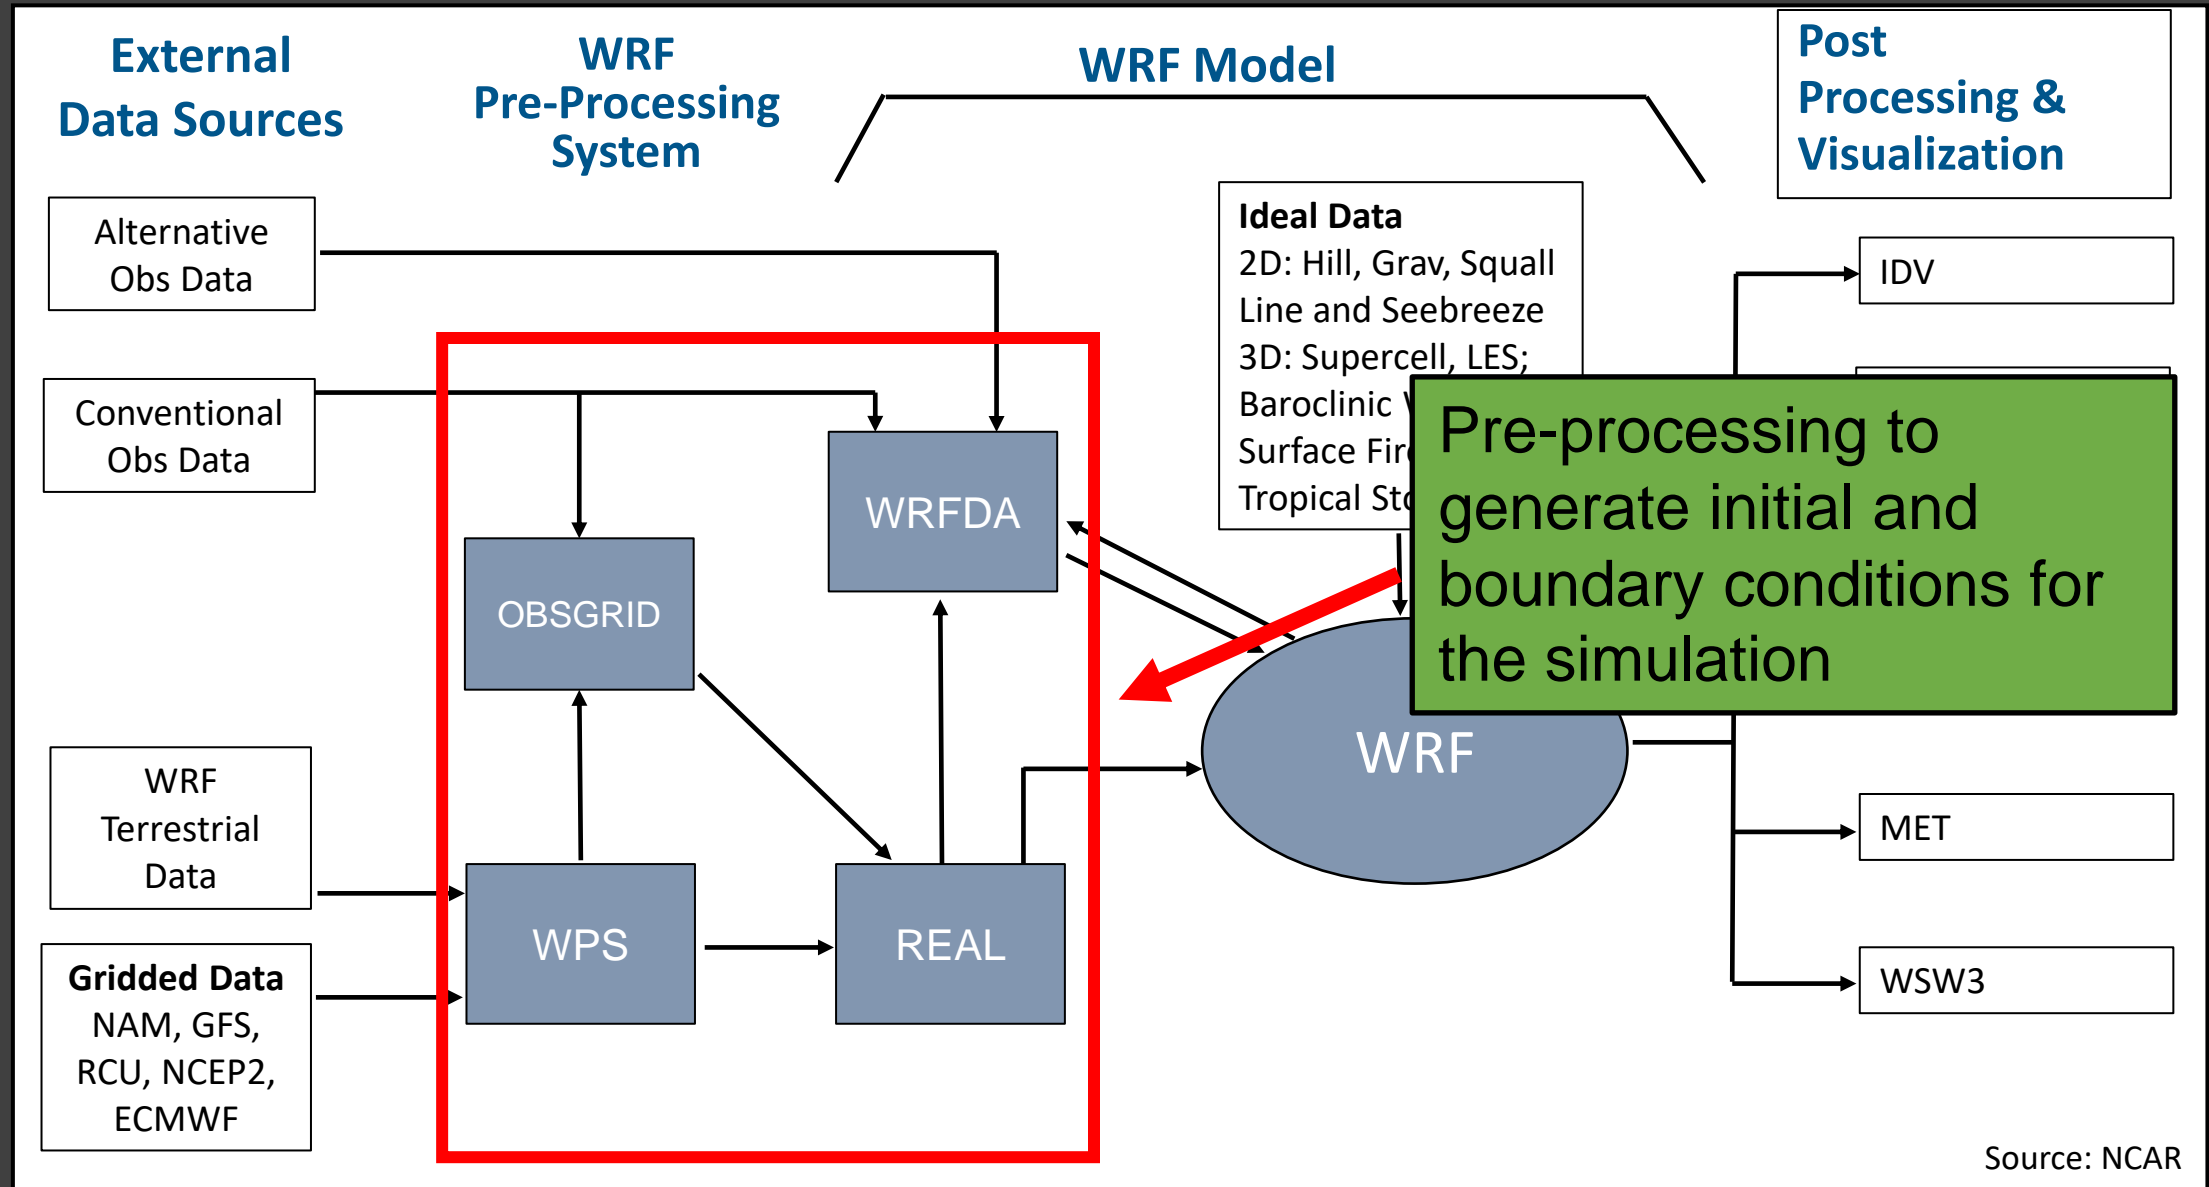 External
Data Sources
WRF
Pre-Processing
System
WRF Model
Post
Processing &
Visualization
Alternative
Obs Data
Conventional
Obs Data
WRF
Terrestrial
Data
Gridded Data
NAM, GFS,
RCU, NCEP2,
ECMWF
OBSGRID
WRFDA
WPS
REAL
Ideal Data
2D: Hill, Grav, Squall
Line and Seebreeze
3D: Supercell, LES;
Baroclinic
Surface
Tropical
Pre-processing to
generate initial and
boundary conditions for
the simulation
WRF
IDV
MET
WSW3
Source: NCAR